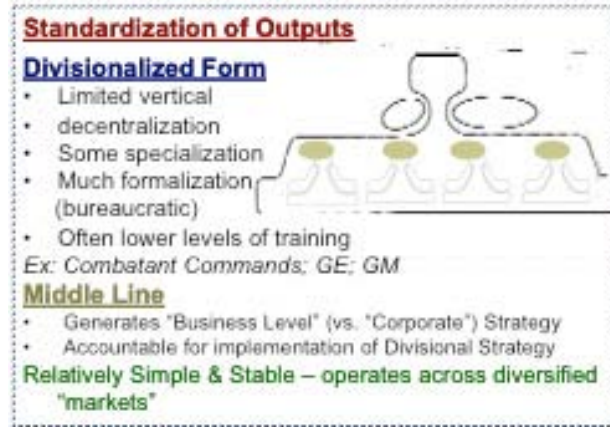 Standardization of Outputs
Divisionalized Form
• Limited vertical
• decentralization
• Some specialization
• Much formalization
(bureaucratic)
• Often lower levels of training
Ex: Combatant Commands; GE; GM
Middle Line
• Generates "Business Level" (vs. "Corporate") Strategy
• Accountable for implementation of Divisional Strategy
Relatively Simple & Stable – operates across diversified
"markets"